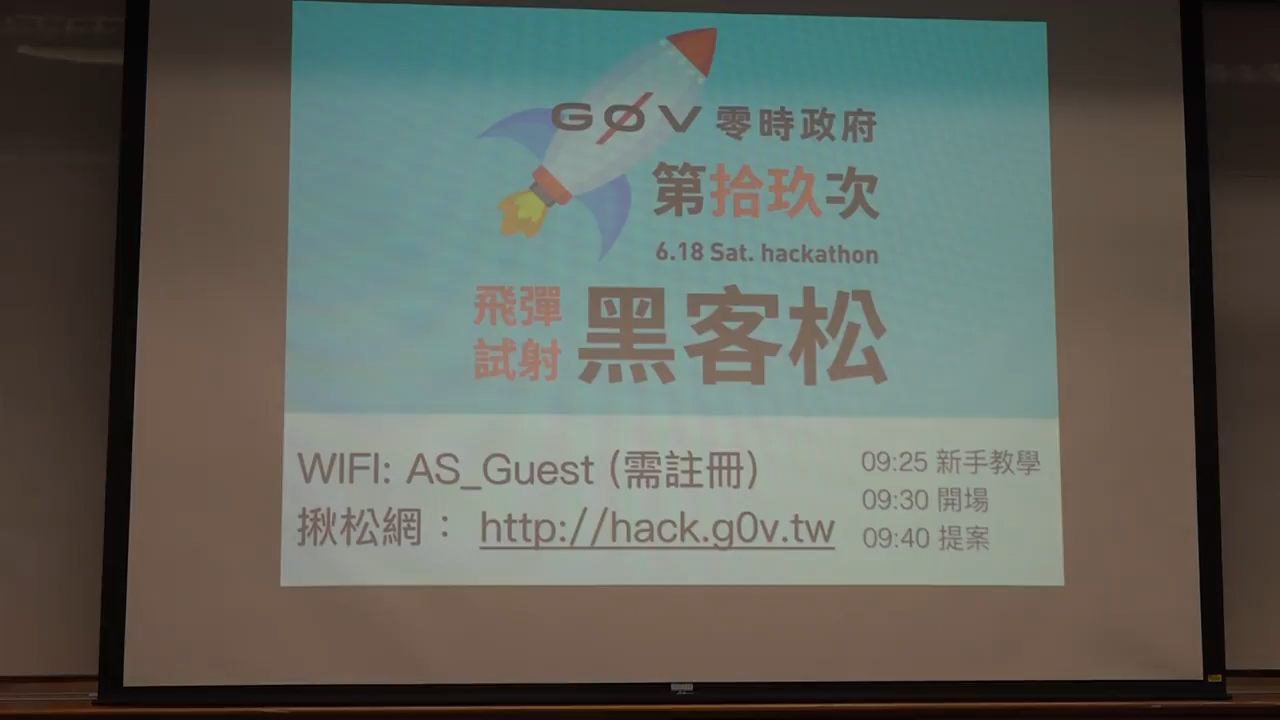 G0V 零時政府
第拾玖次
6.18 Sat. hackathon
飛彈試射 黑客松
WIFI: AS_Guest (需註冊)
揪松網： http://hack.g0v.tw
09:25 新手教學
09:30 開場
09:40 提案